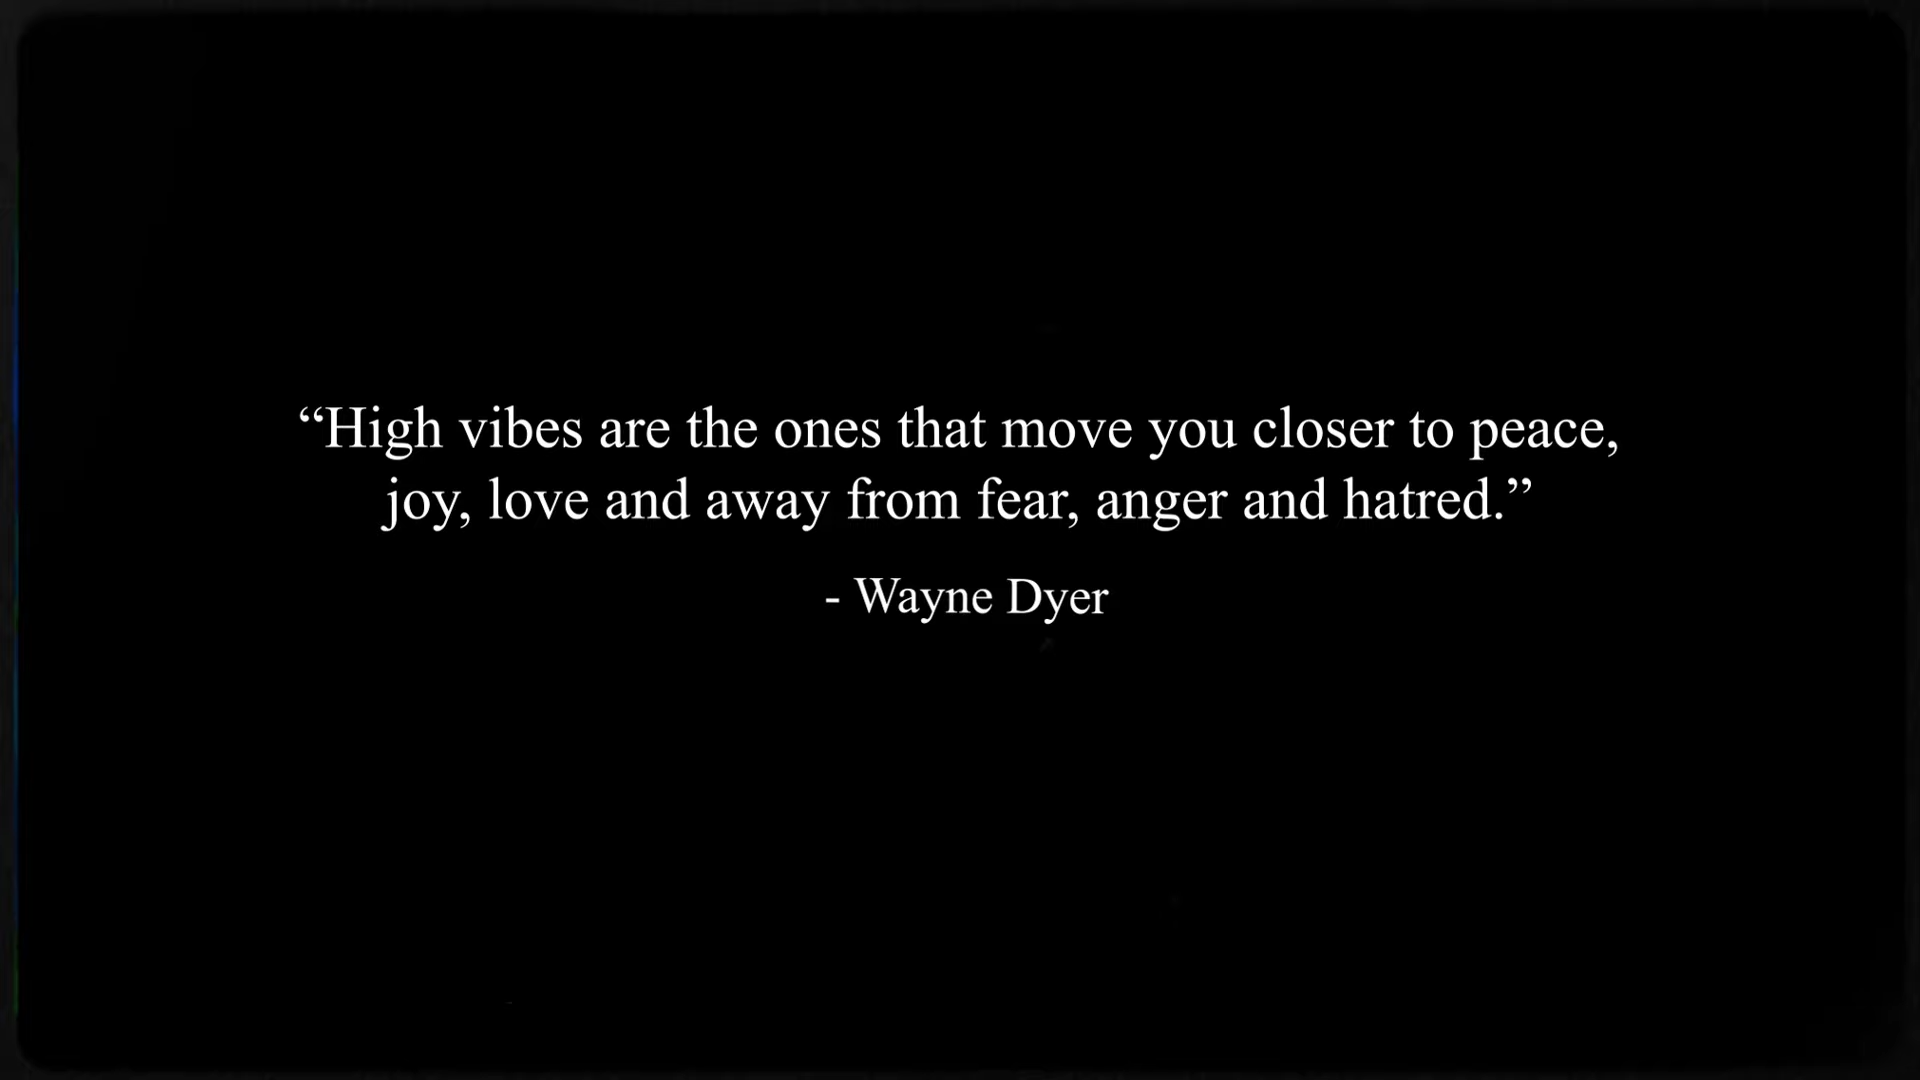 “High vibes are the ones that move you closer to peace,
joy, love and away from fear, anger and hatred.”
- Wayne Dyer